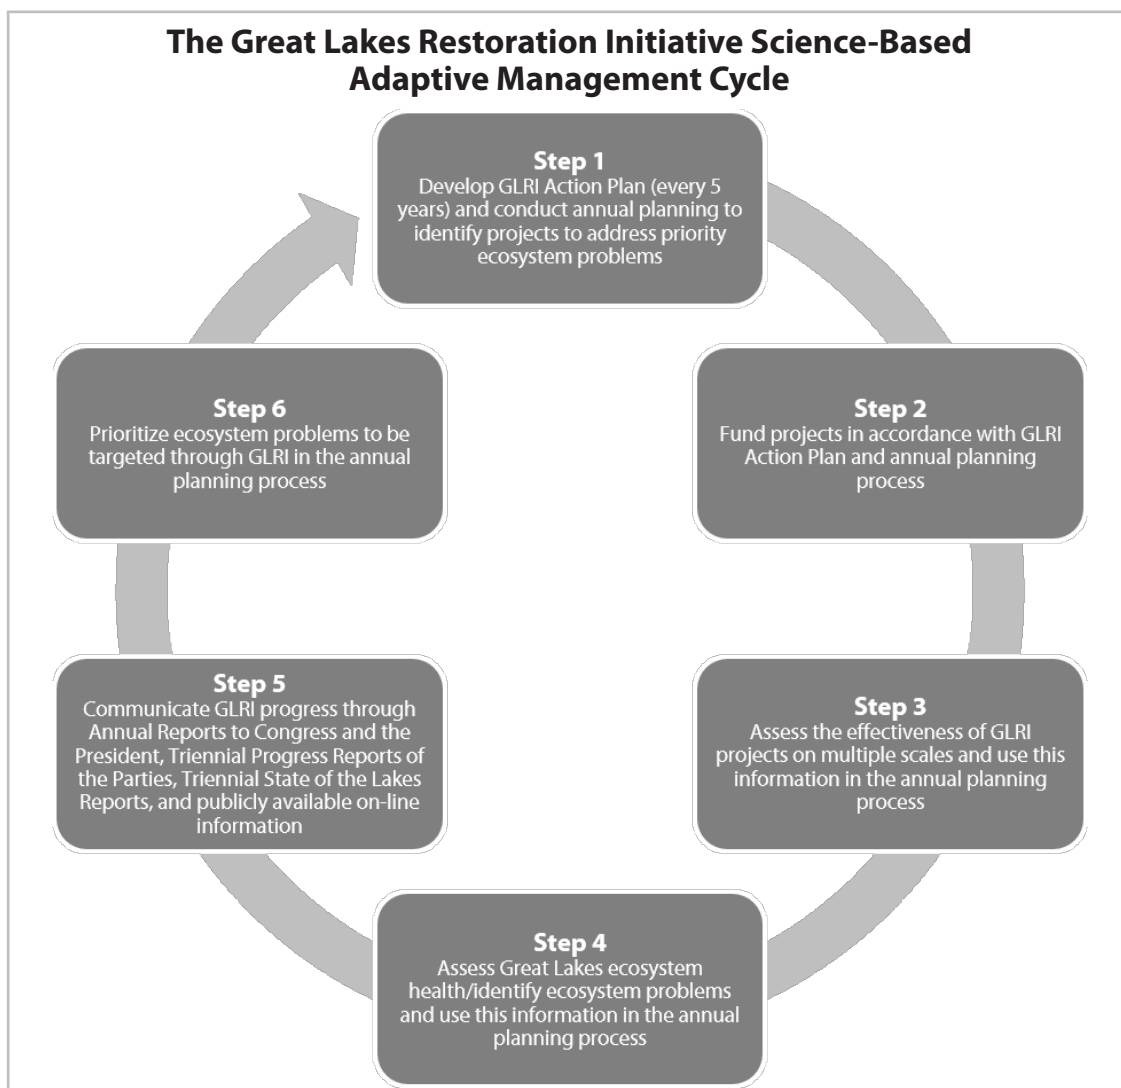 The Great Lakes Restoration Initiative Science-Based
Adaptive Management Cycle
Step 1
Develop GLRI Action Plan (every 5
years) and conduct annual planning to
identify projects to address priority
ecosystem problems
Step 2
Fund projects in accordance with GLRI
Action Plan and annual planning
process
Step 3
Assess the effectiveness of GLRI
projects on multiple scales and use this
information in the annual planning
process
Step 4
Assess Great Lakes ecosystem
health/identify ecosystem problems
and use this information in the annual
planning process
Step 5
Communicate GLRI progress through
Annual Reports to Congress and the
President, Triennial Progress Reports of
the Parties, Triennial State of the Lakes
Reports, and publicly available on-line
information
Step 6
Prioritize ecosystem problems to be
targeted through GLRI in the annual
planning process